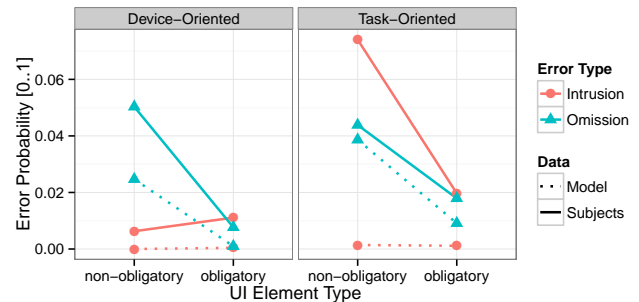 Device−Oriented Task−Oriented
Error Probability [0..1]
0.06
0.04
0.02
0.00
non−obligatory obligatory non−obligatory obligatory
UI Element Type
Error Type
Intrusion
Omission
Data
Model
Subjects